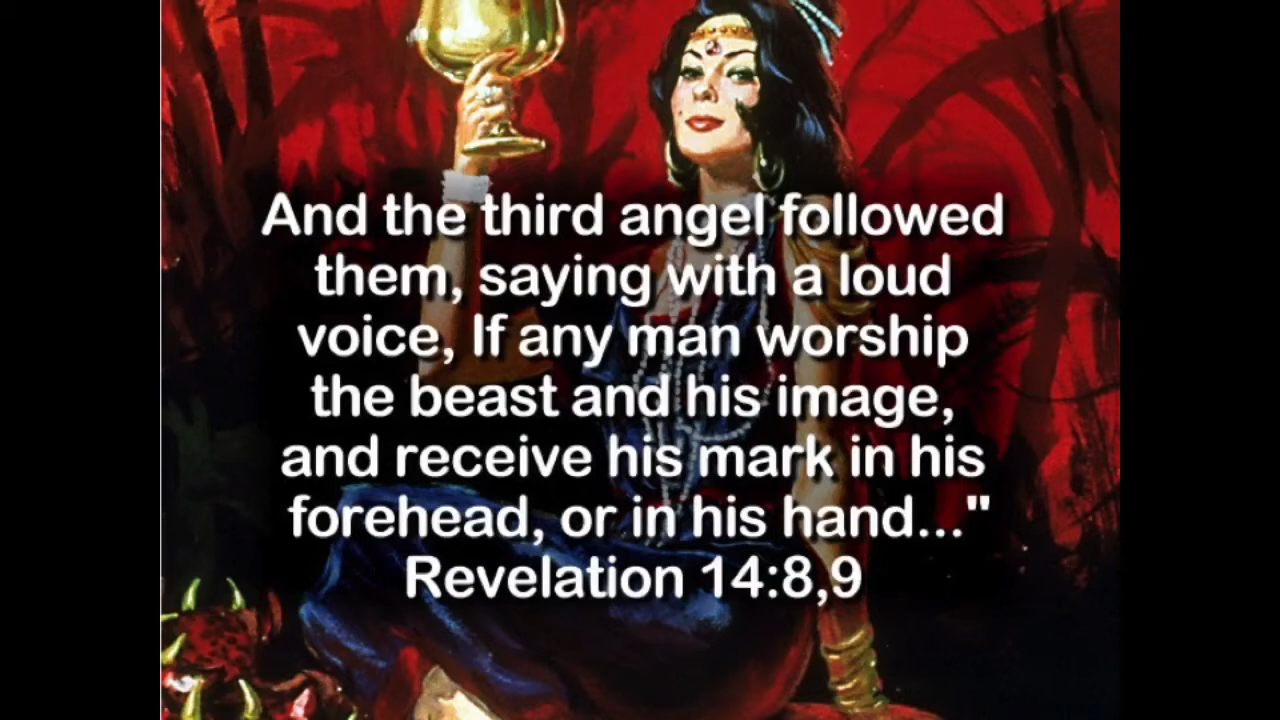 And the third angel followed
them, saying with a loud
voice, If any man worship
the beast and his image,
and receive his mark in his
forehead, or in his hand..."
Revelation 14:8,9